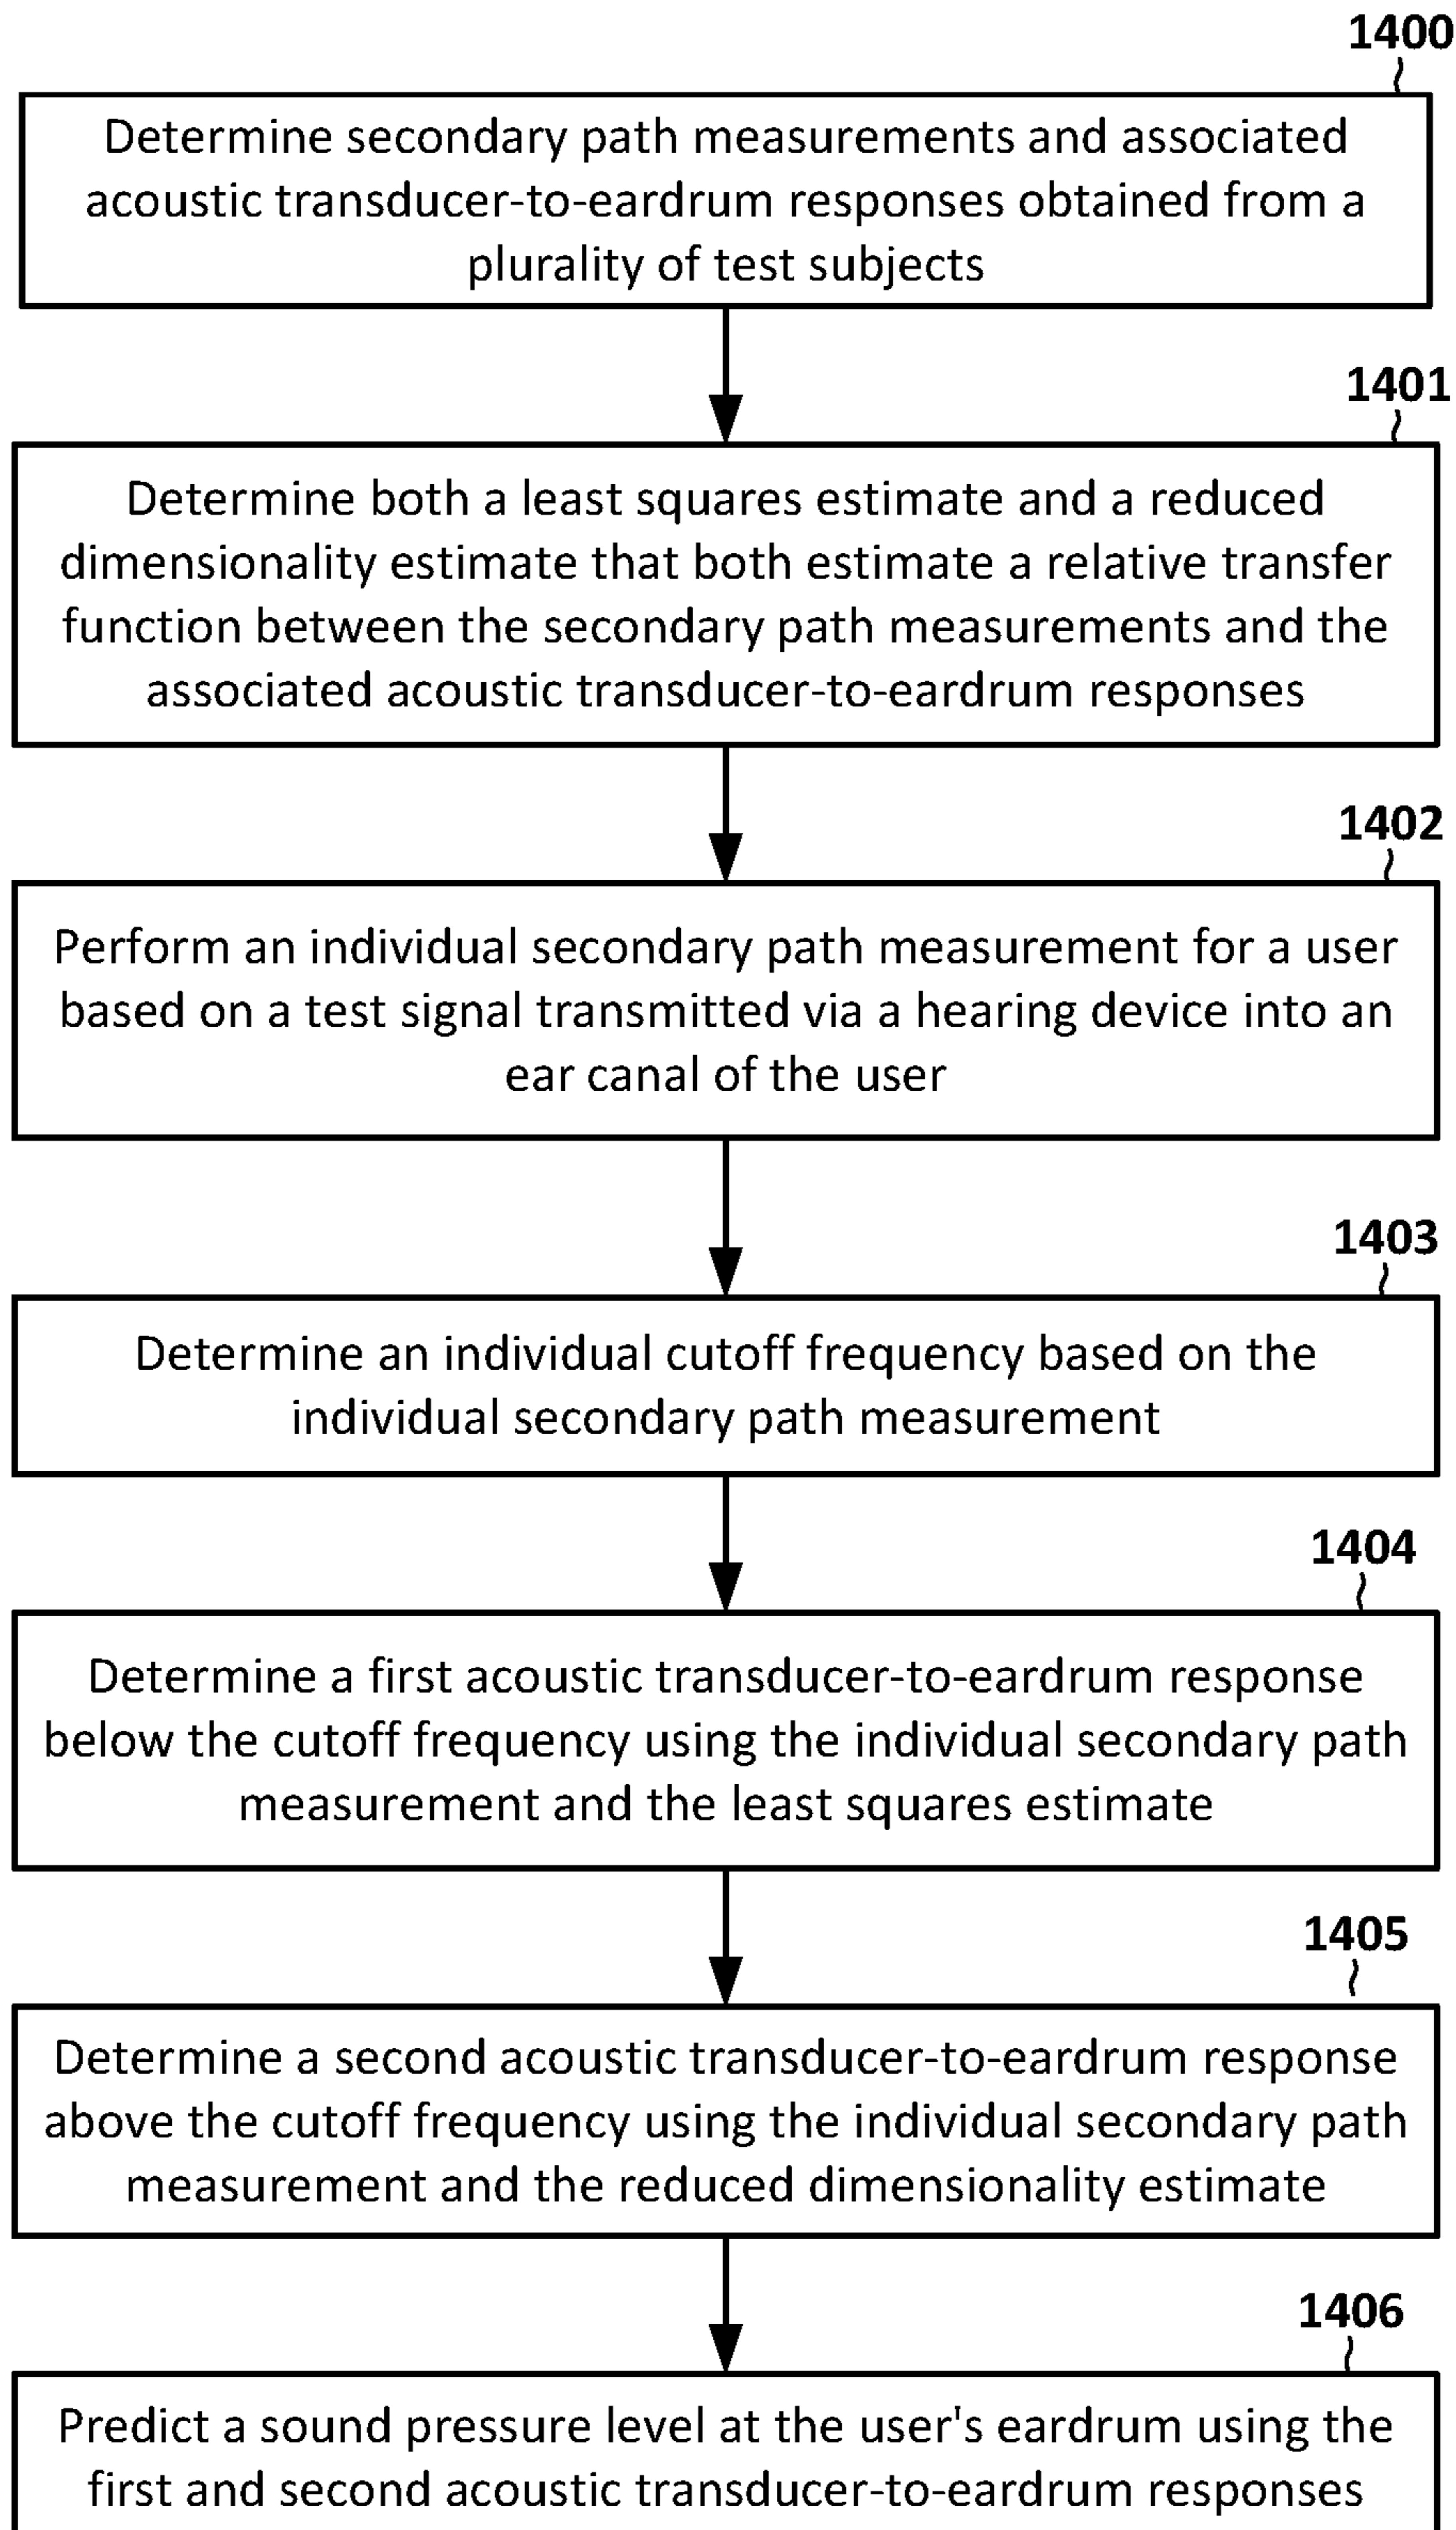 1400
Determine secondary path measurements and associated
acoustic transducer-to-eardrum responses obtained from a
plurality of test subjects
1401
Determine both a least squares estimate and a reduced
dimensionality estimate that both estimate a relative transfer
function between the secondary path measurements and the
associated acoustic transducer-to-eardrum responses
1402
Perform an individual secondary path measurement for a user
based on a test signal transmitted via a hearing device into an
ear canal of the user
1403
Determine an individual cutoff frequency based on the
individual secondary path measurement
1404
Determine a first acoustic transducer-to-eardrum response
below the cutoff frequency using the individual secondary path
measurement and the least squares estimate
1405
Determine a second acoustic transducer-to-eardrum response
above the cutoff frequency using the individual secondary path
measurement and the reduced dimensionality estimate
1406
Predict a sound pressure level at the user's eardrum using the
first and second acoustic transducer-to-eardrum responses